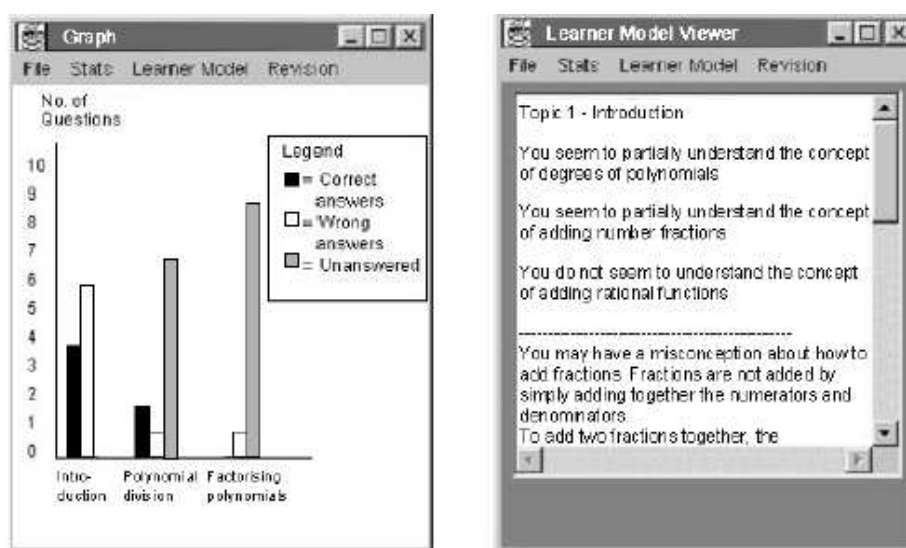 Graph
File Stats Learner Model Revision
No. of
Questions
10
9
8
7
6
5
4
3
2
1
0
Legend
= Correct
answers
= Wrong
answers
= Unanswered
Intro-
duction
Polynomial
division
Factorising
polynomials
Learner Model Viewer
File Stats Learner Model Revision
Topic 1 - Introduction
You seem to partially understand the concept
of degrees of polynomials
You seem to partially understand the concept
of adding number fractions
You do not seem to understand the concept
of adding rational functions
--------------------------------------------------
You may have a misconception about how to
add fractions. Fractions are not added by
simply adding together the numerators and
denominators.
To add two fractions together, the